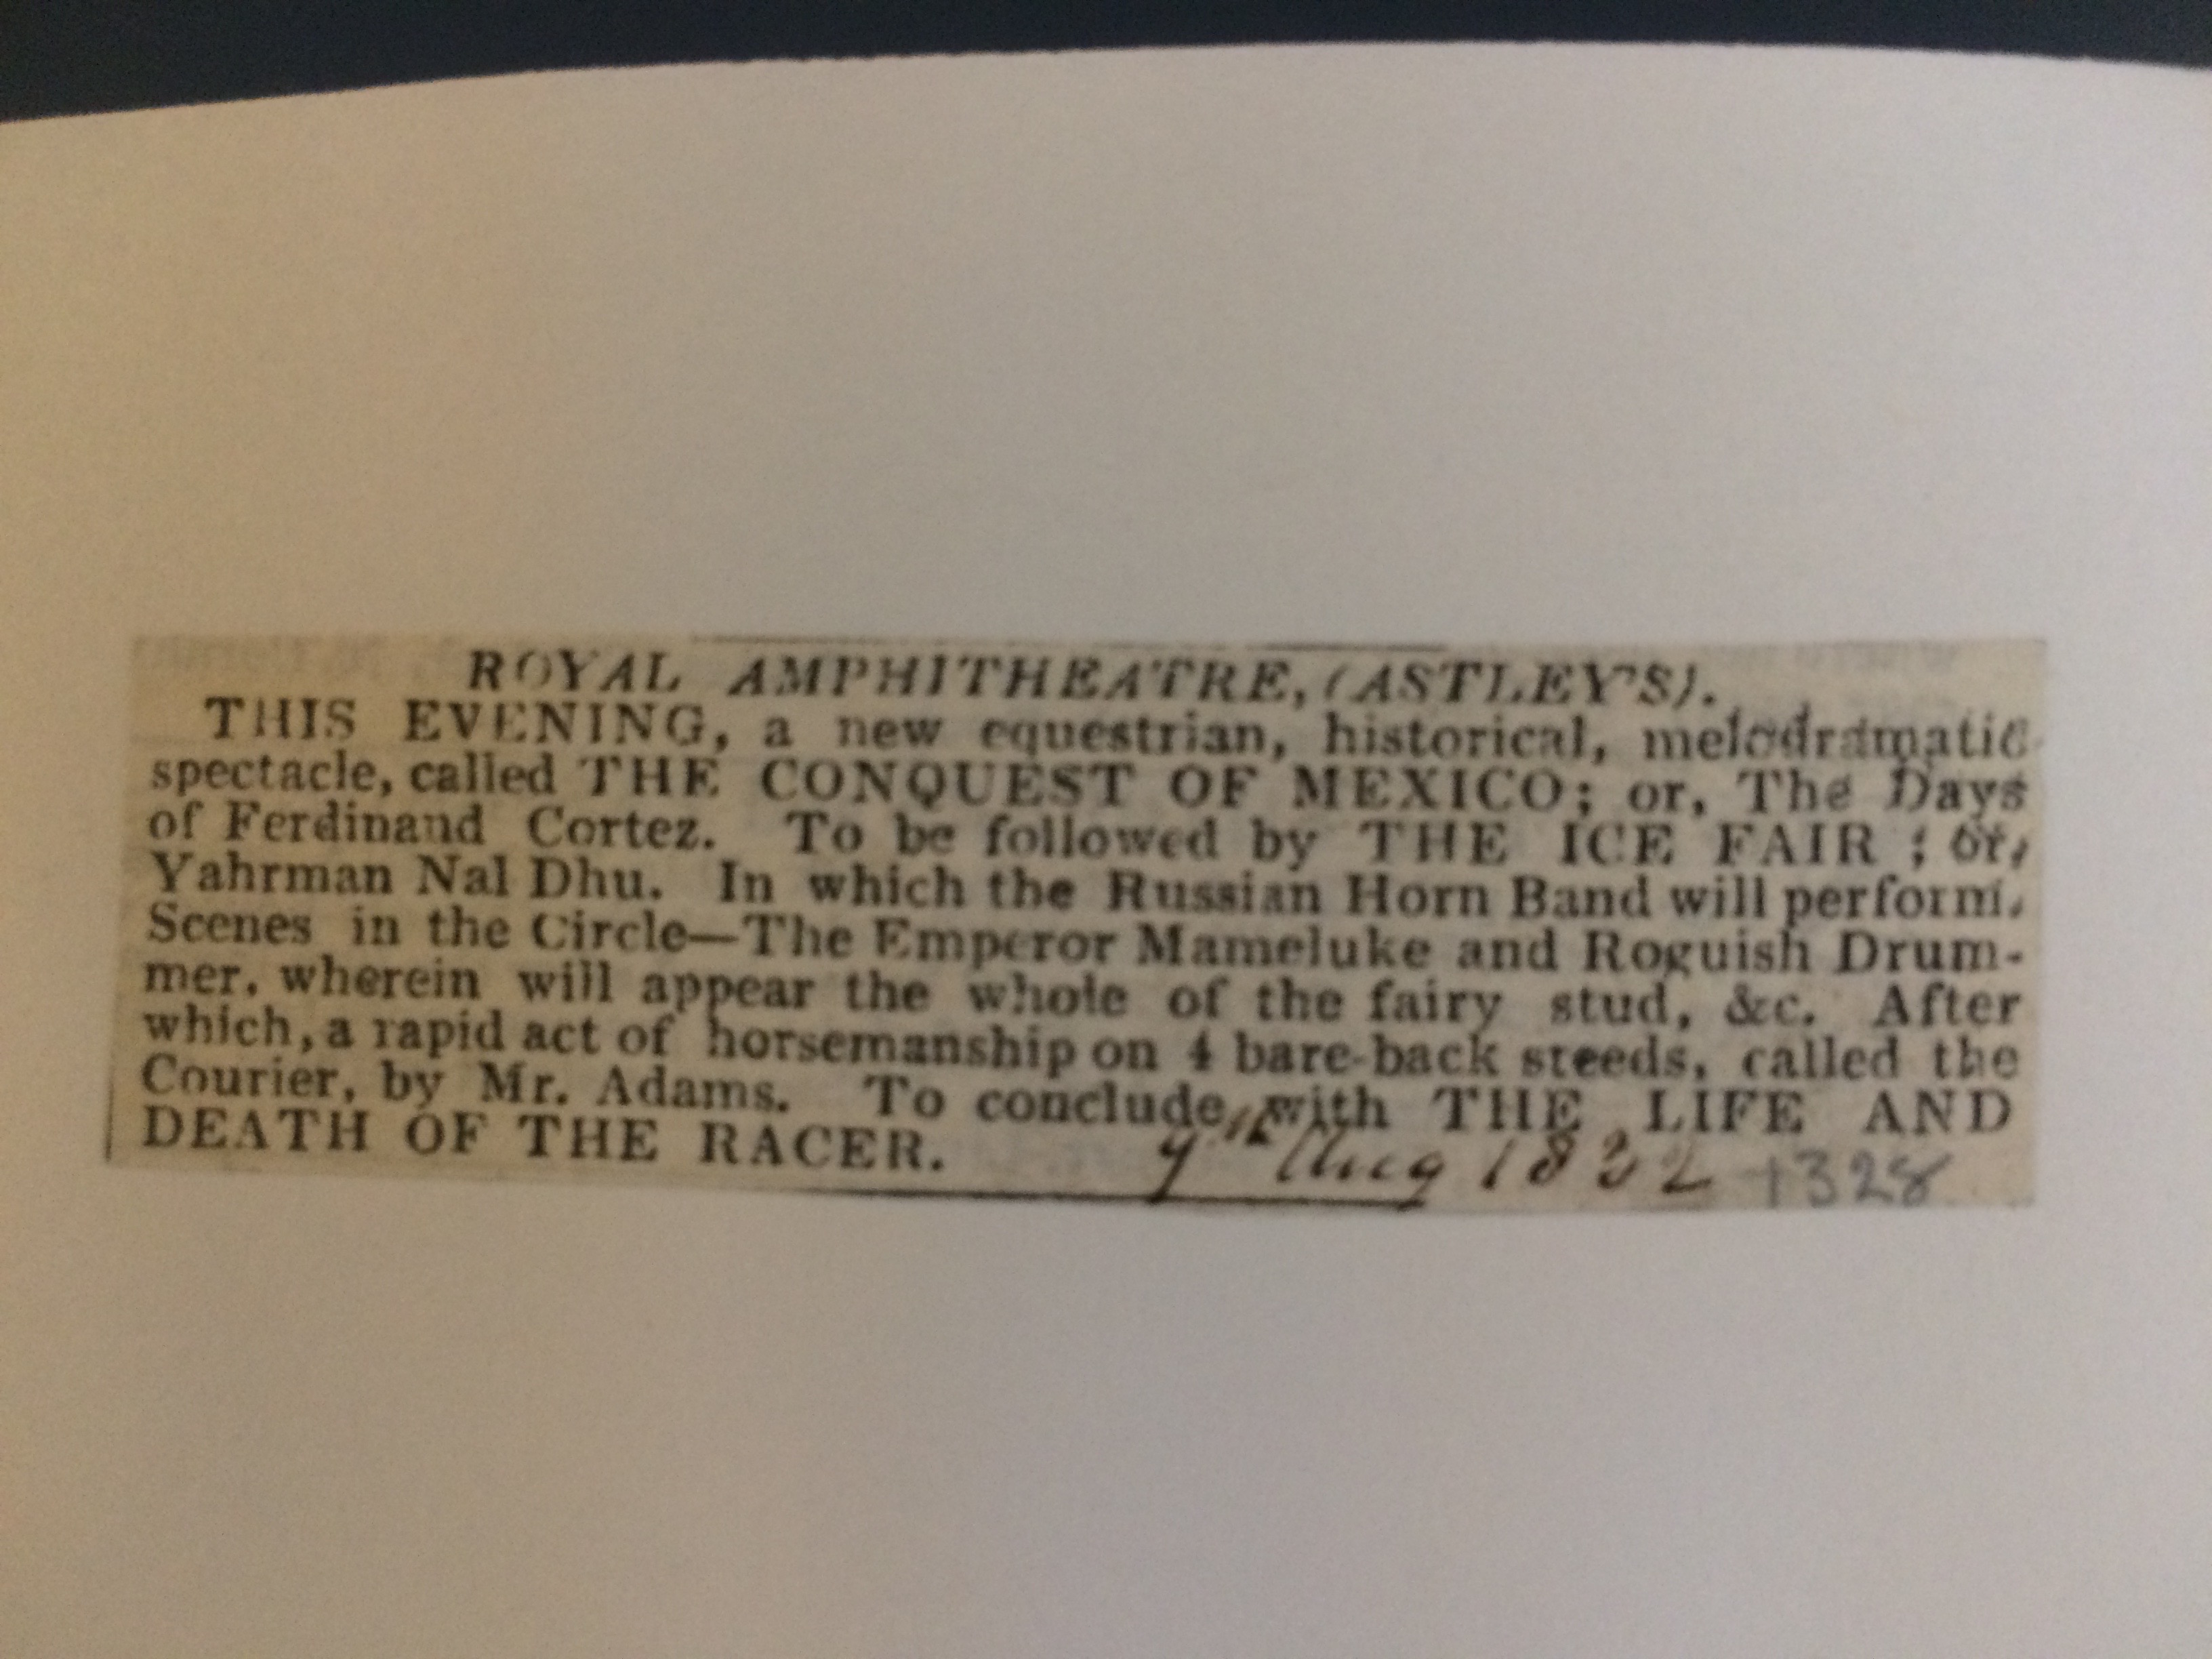 ROYAL AMPHITHEATRE, (ASTLEY'S).
THIS EVENING, a new equestrian, historical, melodramatic
spectacle, called THE CONQUEST OF MEXICO; or, The Days
of Ferdinand Cortez. To be followed by THE ICE FAIR; or,
Yahrman Nal Dhu. In which the Russian Horn Band will perform.
Scenes in the Circle—The Emperor Mameluke and Roguish Drum-
mer, wherein will appear the whole of the fairy stud, &c. After
which, a rapid act of horsemanship on 4 bare-back steeds, called the
Courier, by Mr. Adams. To conclude with THE LIFE AND
DEATH OF THE RACER.
9th Aug 1832 1328